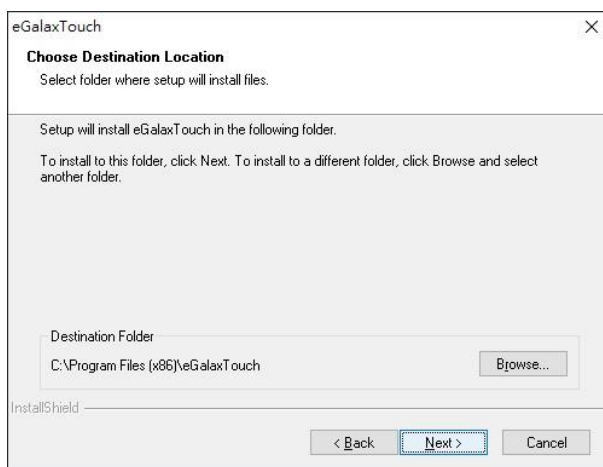 eGalaxTouch
Choose Destination Location
Select folder where setup will install files.
Setup will install eGalaxTouch in the following folder.
To install to this folder, click Next. To install to a different folder, click Browse and select
another folder.
Destination Folder
C:\Program Files (x86)\eGalaxTouch
Browse...
InstallShield
< Back
Next >
Cancel